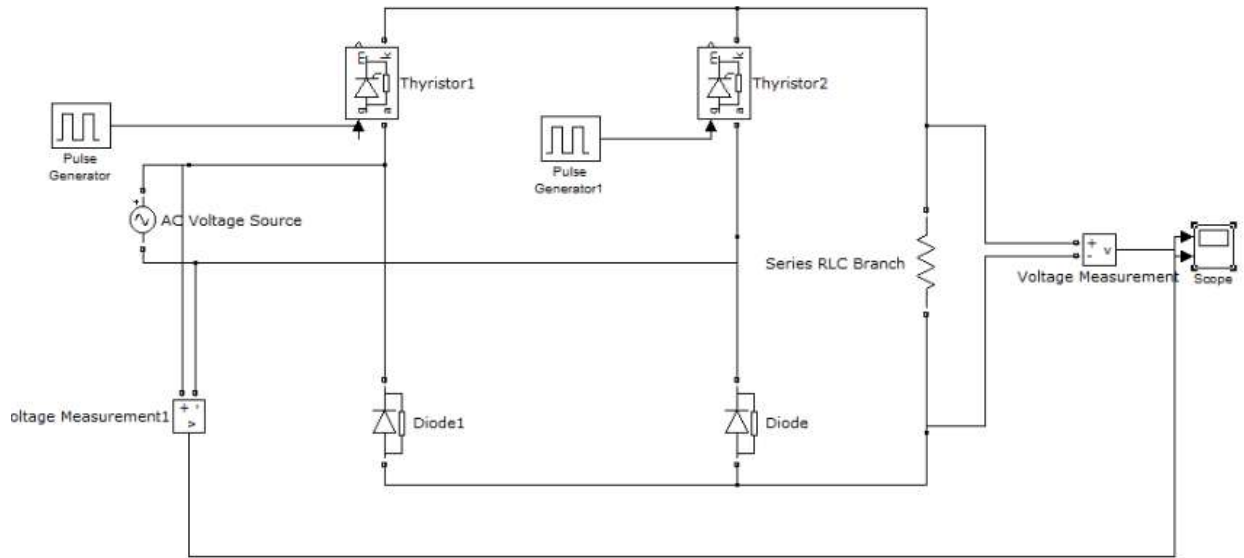 Thyristor1
Thyristor2
Pulse
Generator
Pulse
Generator1
AC Voltage Source
Series RLC Branch
Voltage Measurement
Scope
oltage Measurement1
Diode1
Diode
m k
g a
m k
g a
+
+
-
v
+ -
v